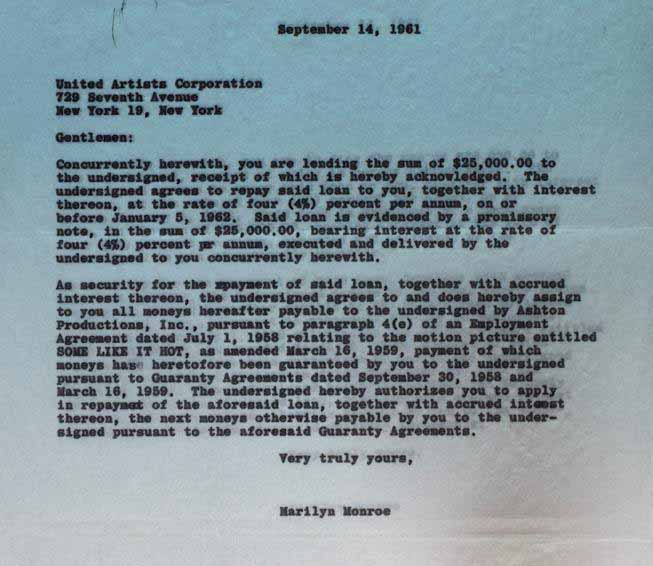 September 14, 1961
United Artists Corporation
729 Seventh Avenue
New York 19, New York
Gentlemen:
Concurrently herewith, you are lending the sum of $25,000.00 to
the undersigned, receipt of which is hereby acknowledged. The
undersigned agrees to repay said loan to you, together with interest
thereon, at the rate of four (4%) percent per annum, on or
before January 5, 1962. Said loan is evidenced by a promissory
note, in the sum of $25,000.00, bearing interest at the rate of
four (4%) percent per annum, executed and delivered by the
undersigned to you concurrently herewith.
As security for the repayment of said loan, together with accrued
interest thereon, the undersigned agrees to and does hereby assign
to you all moneys hereafter payable to the undersigned by Ashton
Productions, Inc., pursuant to paragraph 4(e) of an Employment
Agreement dated July 1, 1958 relating to the motion picture entitled
SOME LIKE IT HOT, as amended March 16, 1959, payment of which
moneys has heretofore been guaranteed by you to the undersigned
pursuant to Guaranty Agreements dated September 30, 1958 and
March 16, 1959. The undersigned hereby authorizes you to apply
in repayment of the aforesaid loan, together with accrued interest
thereon, the next moneys otherwise payable by you to the under-
signed pursuant to the aforesaid Guaranty Agreements.
Very truly yours,
Marilyn Monroe